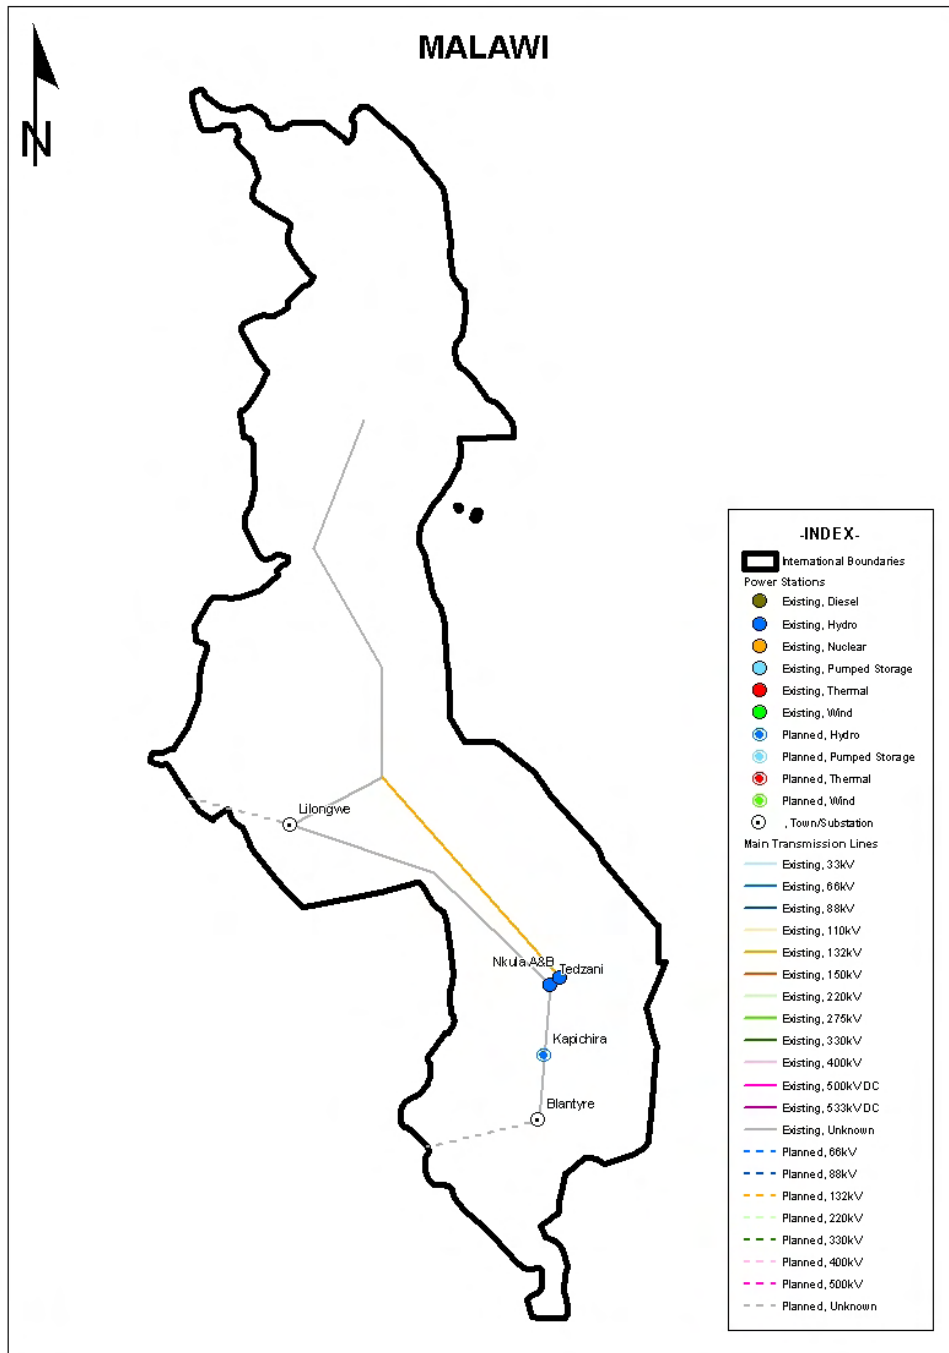 MALAWI
N
Lilongwe
Nkula A&B
Tedzani
Kapichira
Blantyre
-INDEX-
International Boundaries
Power Stations
Existing, Diesel
Existing, Hydro
Existing, Nuclear
Existing, Pumped Storage
Existing, Thermal
Existing, Wind
Planned, Hydro
Planned, Pumped Storage
Planned, Thermal
Planned, Wind
, Town/Substation
Main Transmission Lines
Existing, 33kV
Existing, 66kV
Existing, 88kV
Existing, 110kV
Existing, 132kV
Existing, 150kV
Existing, 220kV
Existing, 275kV
Existing, 330kV
Existing, 400kV
Existing, 500kV DC
Existing, 533kV DC
Existing, Unknown
Planned, 66kV
Planned, 88kV
Planned, 132kV
Planned, 220kV
Planned, 330kV
Planned, 400kV
Planned, 500kV
Planned, Unknown